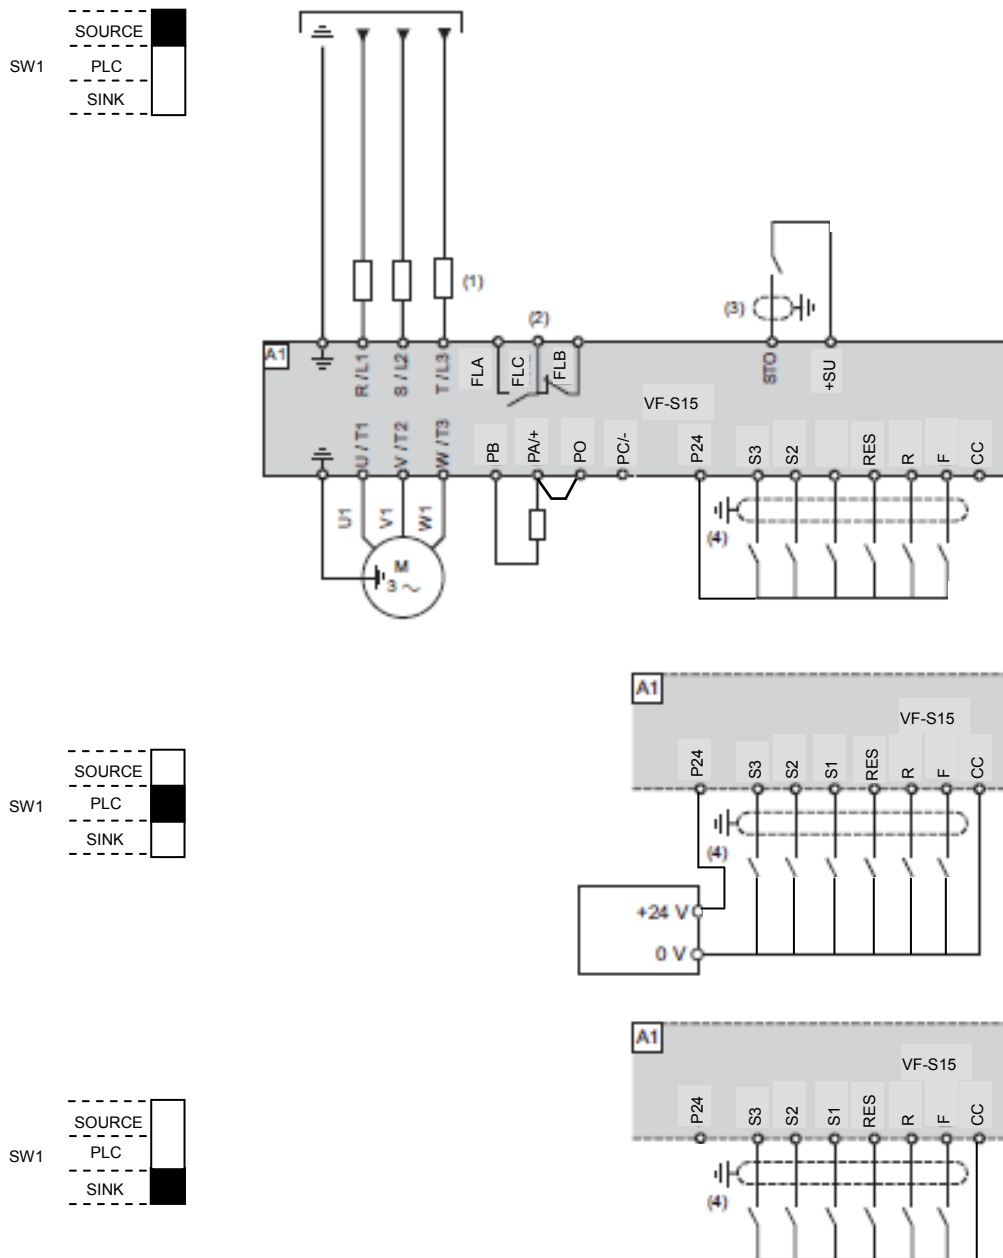 SOURCE
SW1
PLC
SINK
(1)
(2)
(3)
A1
R / L1
S / L2
T / L3
FLA
FLC
FLB
STO
+SU
VF-S15
U / T1
V / T2
W / T3
PB
PA/+
PO
PC/-
P24
S3
S2
RES
R
F
CC
U1
V1
W1
(4)
M
3 ~
A1
VF-S15
SOURCE
SW1
PLC
SINK
P24
S3
S2
S1
RES
R
F
CC
(4)
+24 V
0 V
A1
VF-S15
SOURCE
SW1
PLC
SINK
P24
S3
S2
S1
RES
R
F
CC
(4)